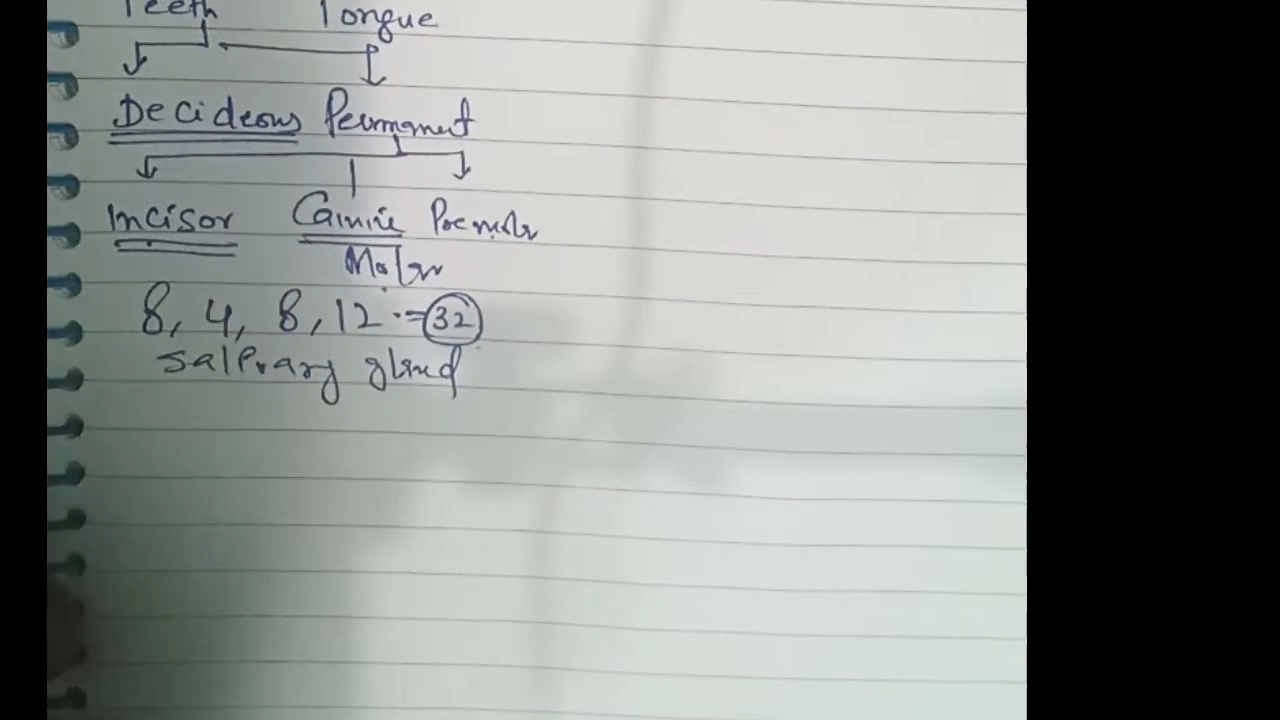 Teeth Tongue
Decideous Permanent
Incisor Canine Premolar
Molar
8, 4, 8, 12 = 32
Salivary gland